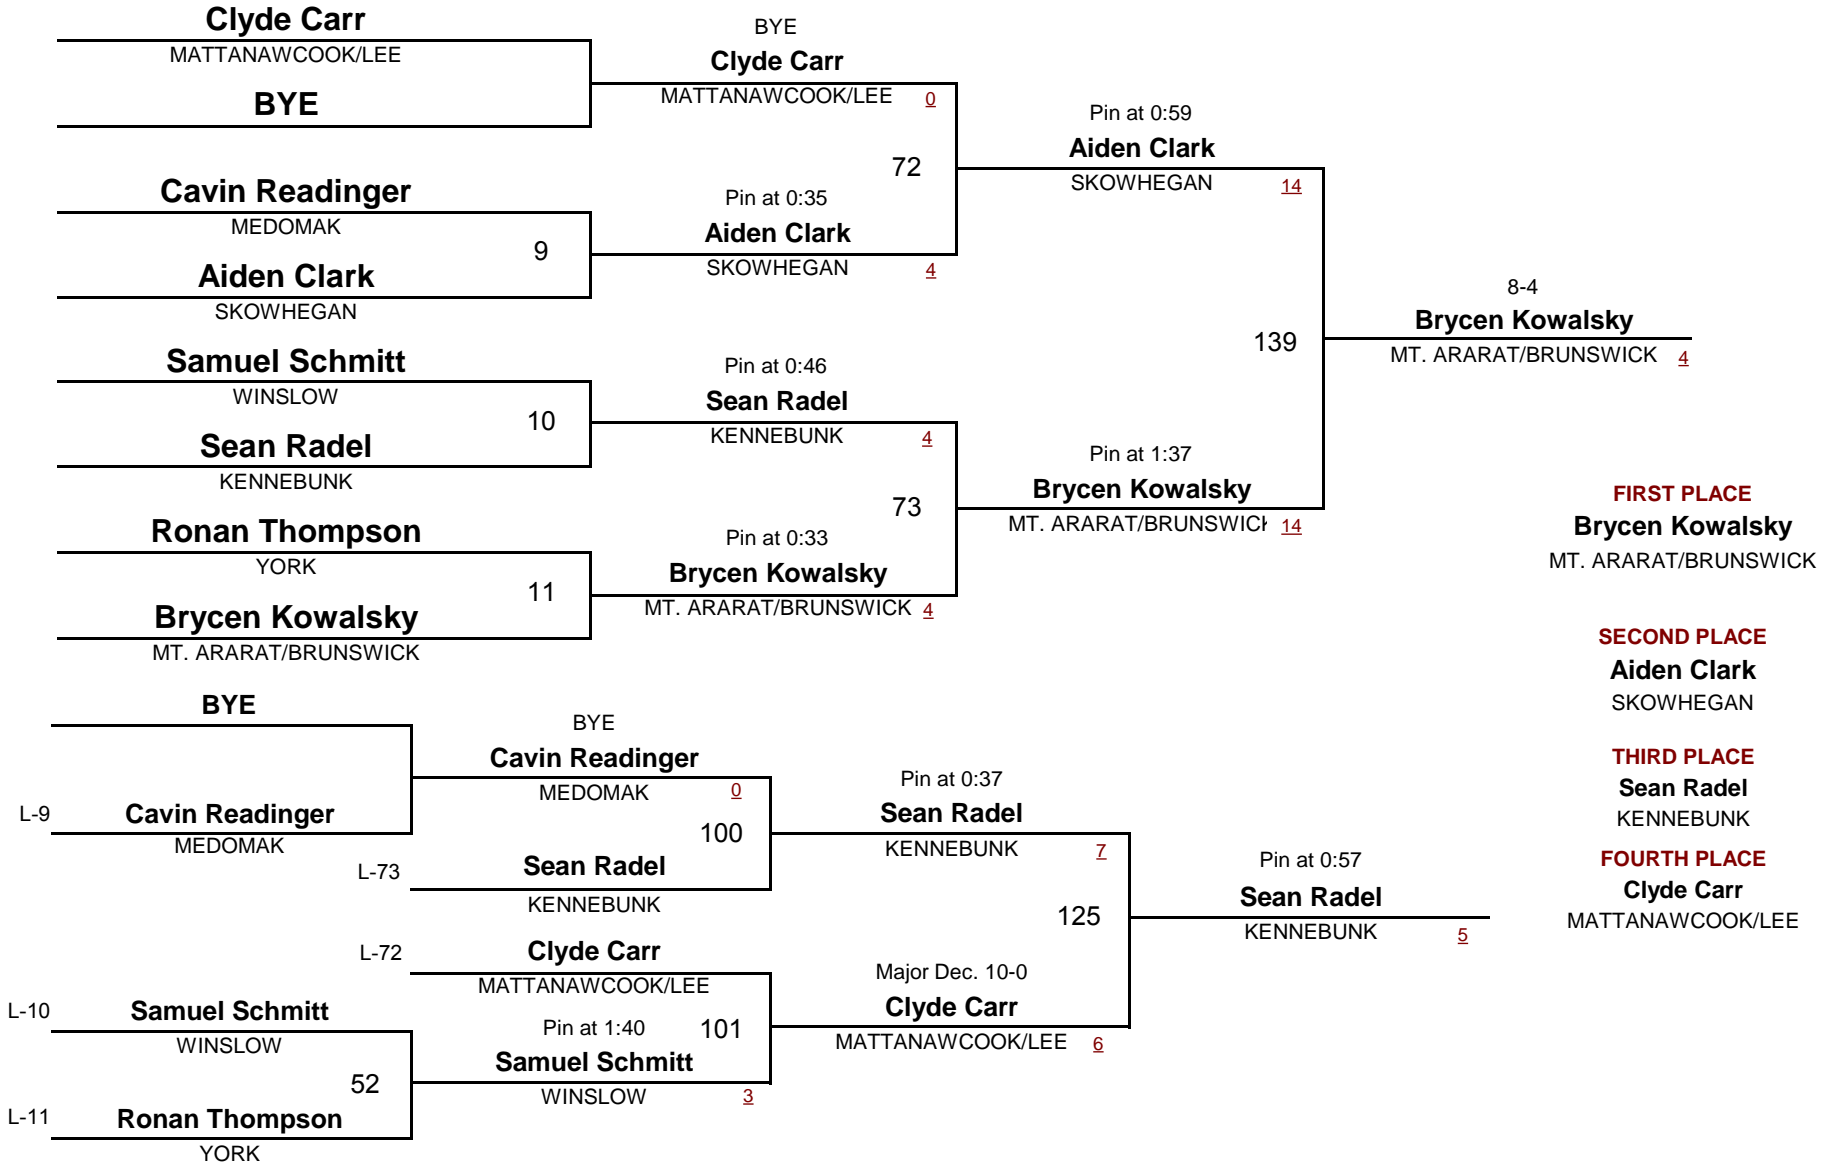 Clyde Carr
MATTANAWCOOK/LEE
BYE
Cavin Readinger
MEDOMAK
9
Aiden Clark
SKOWHEGAN
Samuel Schmitt
WINSLOW
10
Sean Radel
KENNEBUNK
Ronan Thompson
YORK
11
Brycen Kowalsky
MT. ARARAT/BRUNSWICK
BYE
Clyde Carr
MATTANAWCOOK/LEE 0
72
Pin at 0:35
Aiden Clark
SKOWHEGAN 4
Pin at 0:46
Sean Radel
KENNEBUNK 4
73
Pin at 0:33
Brycen Kowalsky
MT. ARARAT/BRUNSWICK 4
Pin at 0:59
Aiden Clark
SKOWHEGAN 14
139
Pin at 1:37
Brycen Kowalsky
MT. ARARAT/BRUNSWICK 14
8-4
Brycen Kowalsky
MT. ARARAT/BRUNSWICK 4
BYE
L-9 Cavin Readinger
MEDOMAK
L-10 Samuel Schmitt
WINSLOW
52
L-11 Ronan Thompson
YORK
BYE
Cavin Readinger
MEDOMAK 0
100
L-73 Sean Radel
KENNEBUNK
L-72 Clyde Carr
MATTANAWCOOK/LEE
Pin at 1:40 101
Samuel Schmitt
WINSLOW 3
Pin at 0:37
Sean Radel
KENNEBUNK 7
125
Major Dec. 10-0
Clyde Carr
MATTANAWCOOK/LEE 6
Pin at 0:57
Sean Radel
KENNEBUNK 5
FIRST PLACE
Brycen Kowalsky
MT. ARARAT/BRUNSWICK
SECOND PLACE
Aiden Clark
SKOWHEGAN
THIRD PLACE
Sean Radel
KENNEBUNK
FOURTH PLACE
Clyde Carr
MATTANAWCOOK/LEE